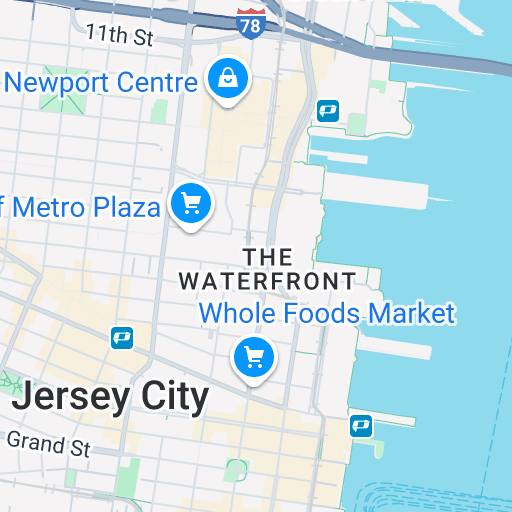 11th St
78
Newport Centre
f Metro Plaza
THE
WATERFRONT
Whole Foods Market
Jersey City
Grand St